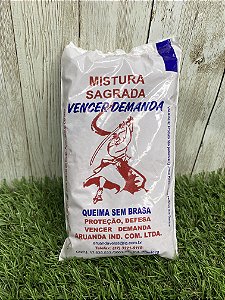 MISTURA
SAGRADA
VENCER DEMANDA
QUEIMA SEM BRASA
PROTEÇÃO, DEFESA
VENCER DEMANDA
ARUANDA IND. COM. LTDA.